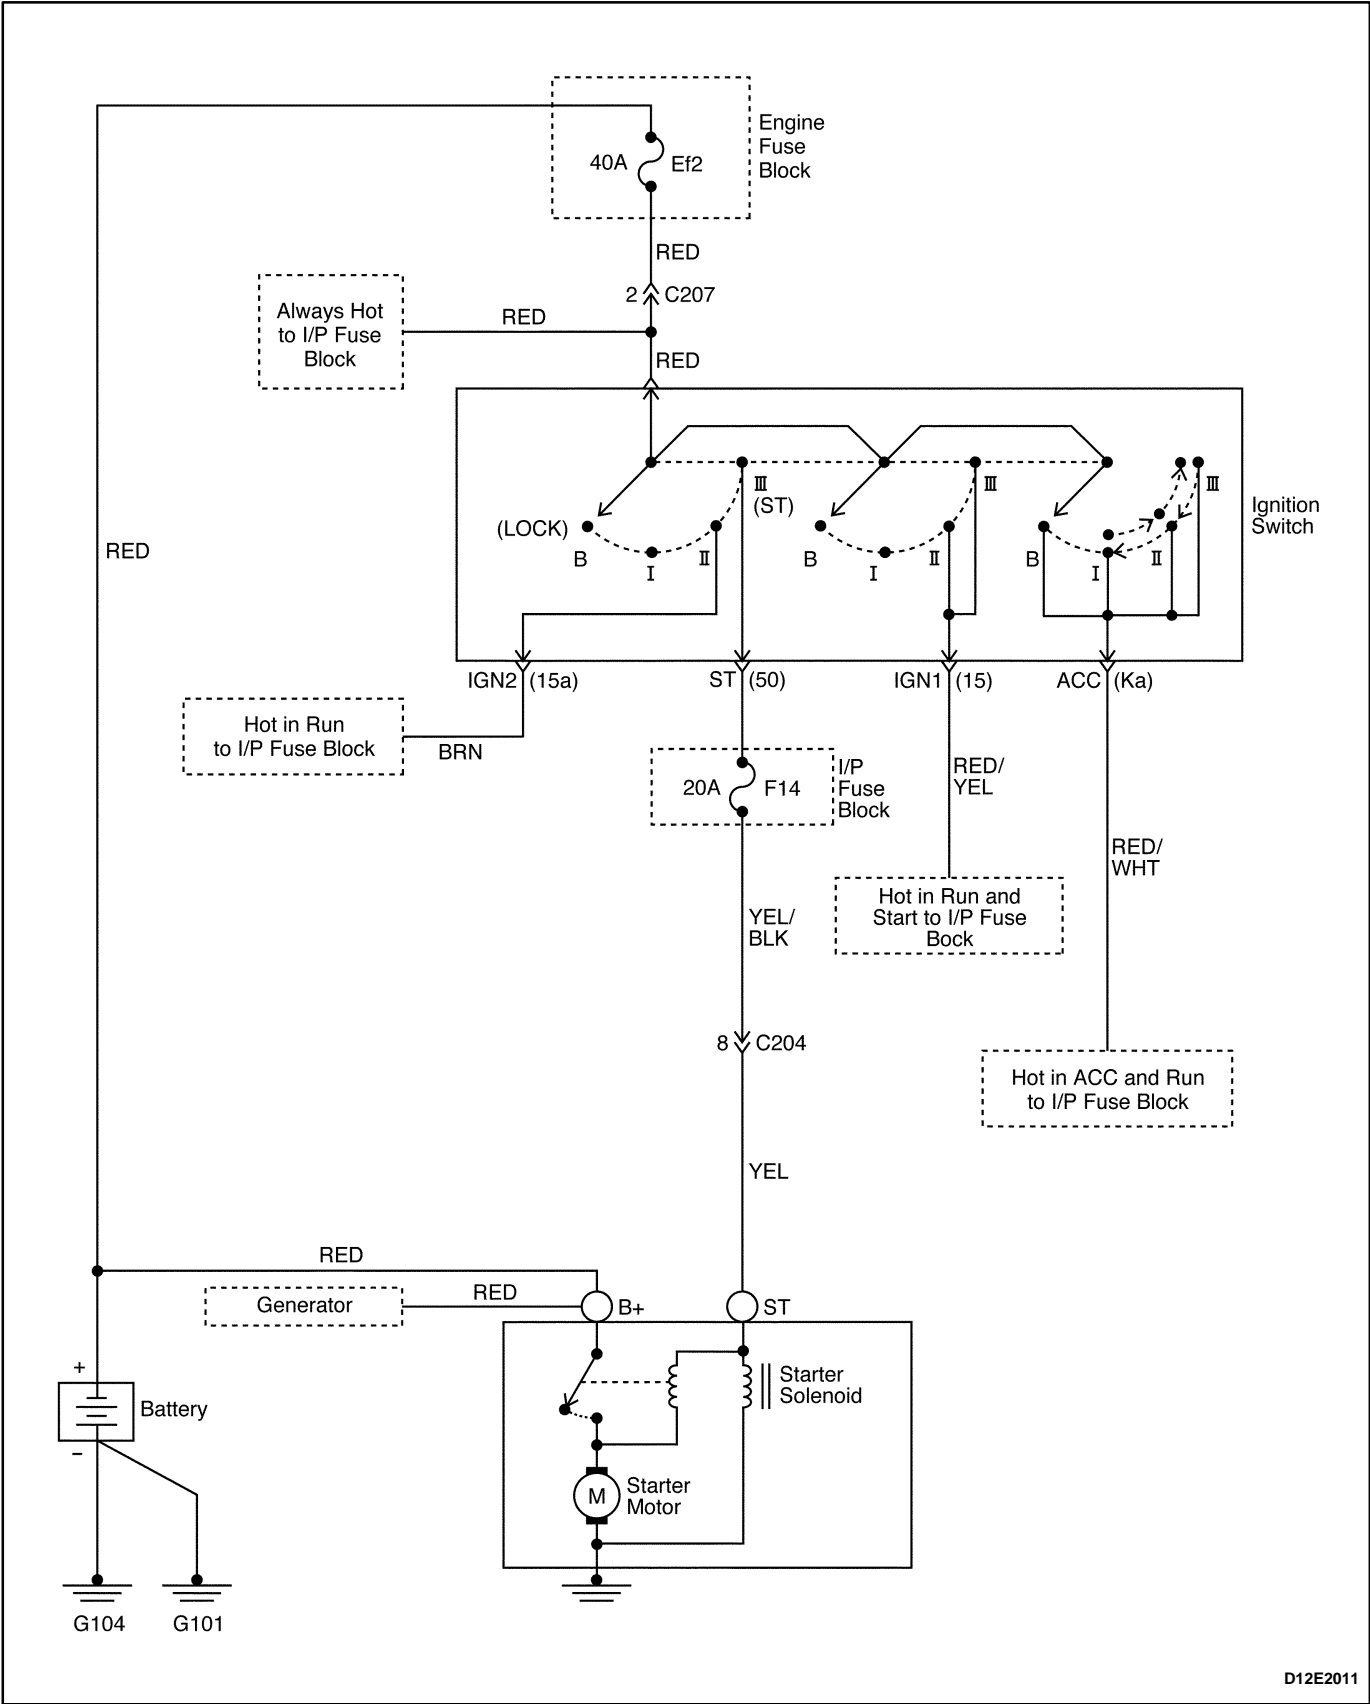 Engine
Fuse
Block
40A
Ef2
RED
2
C207
Always Hot
to I/P Fuse
Block
RED
RED
III
(ST)
III
III
Ignition
Switch
(LOCK)
B
I
II
B
I
II
B
I
II
RED
IGN2 (15a)
ST (50)
IGN1 (15)
ACC (Ka)
Hot in Run
to I/P Fuse Block
BRN
20A
F14
I/P
Fuse
Block
RED/
YEL
RED/
WHT
Hot in Run and
Start to I/P Fuse
Bock
YEL/
BLK
8
C204
Hot in ACC and Run
to I/P Fuse Block
YEL
RED
Generator
RED
B+
ST
+
Battery
–
Starter
Solenoid
M
Starter
Motor
G104
G101
D12E2011